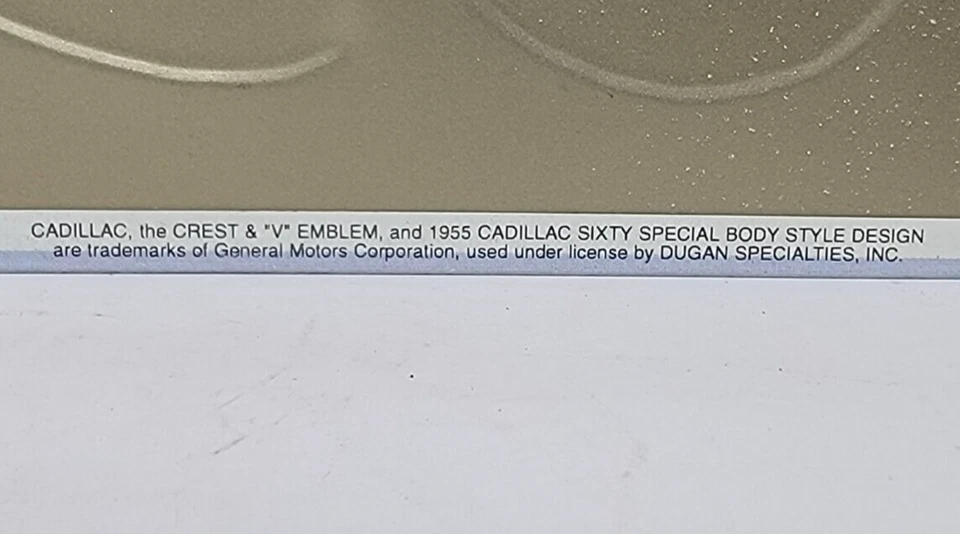 CADILLAC, the CREST & "V" EMBLEM, and 1955 CADILLAC SIXTY SPECIAL BODY STYLE DESIGN
are trademarks of General Motors Corporation, used under license by DUGAN SPECIALTIES, INC.